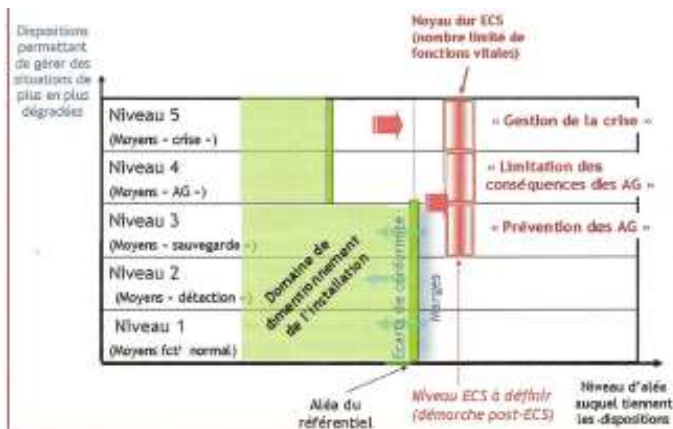 Dispositions
permettant
de gérer des
situations de
plus en plus
dégradées
Noyau dur ECS
(nombre limité de
fonctions vitales)
Niveau 5
(Moyens - crise -)
« Gestion de la crise »
Niveau 4
(Moyens - AG -)
« Limitation des
conséquences des AG »
Niveau 3
(Moyens - sauvegarde -)
« Prévention des AG »
Niveau 2
(Moyens - détection -)
Niveau 1
(Moyens fctt normal)
Domaine de
dimentionnement
de l'installation
Ecarts de conformité
Marges
Aléa du
référentiel
Niveau ECS à définir
(démarche post-ECS)
Niveau d'aléa
auquel tiennent
les dispositions